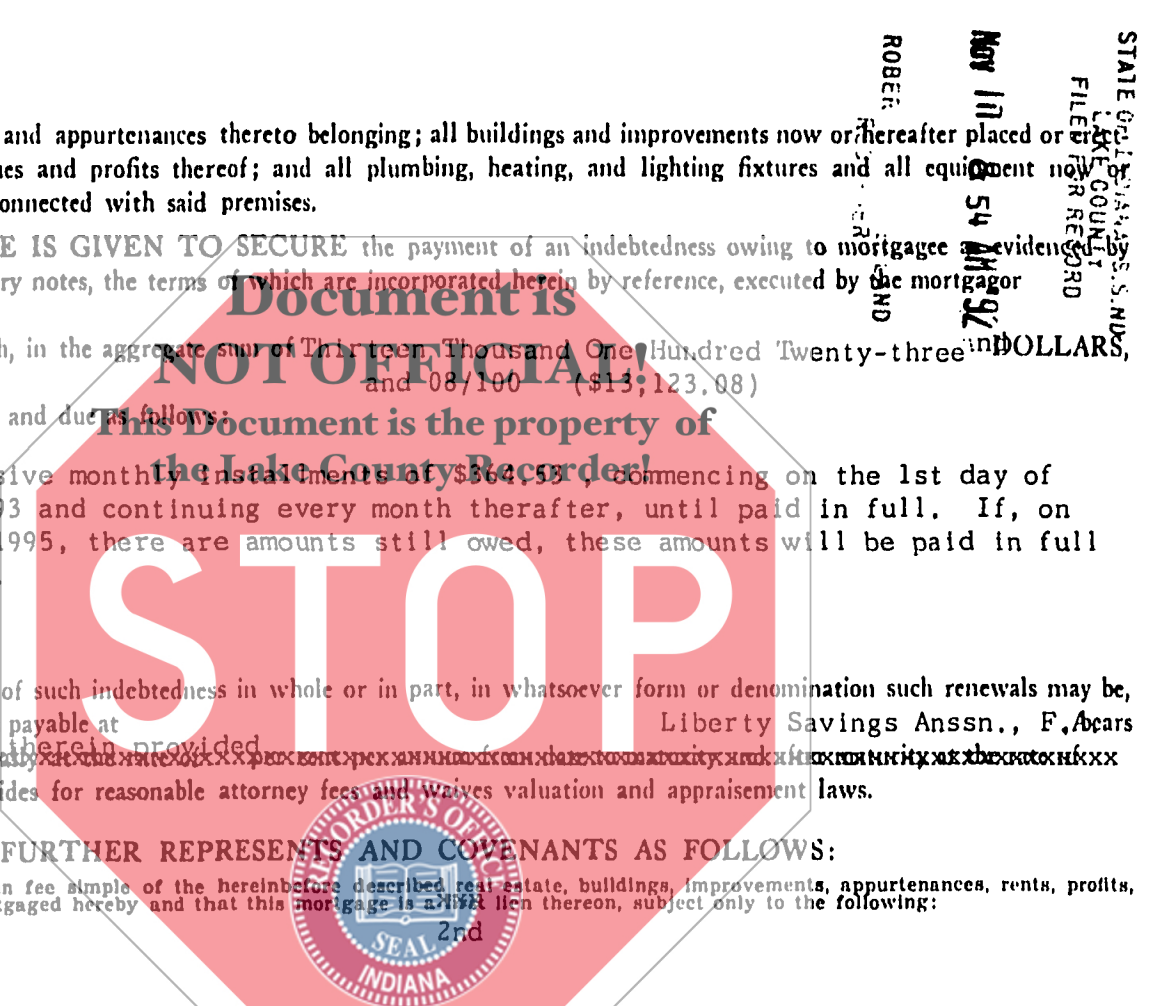 STATE OF INDIANA/S.S. NO.
LAKE COUNTY
FILED FOR RECORD
Nov 10 8 54 AM '92
and appurtenances thereto belonging; all buildings and improvements now or hereafter placed or erect-
ues and profits thereof; and all plumbing, heating, and lighting fixtures and all equipment now or
onnected with said premises.
E IS GIVEN TO SECURE the payment of an indebtedness owing to mortgagee as evidenced by
ry notes, the terms of which are incorporated herein by reference, executed by the mortgagor
Document is
h, in the aggregate sum of Thirteen Thousand One Hundred Twenty-three and DOLLARS,
NOT OFFICIAL!
and 08/100 ($13,123.08)
and due as follows:
This Document is the property of
the Lake County Recorder!
sive monthly installments of $364.53 , commencing on the 1st day of
93 and continuing every month therafter, until paid in full. If, on
1995, there are amounts still owed, these amounts will be paid in full
STOP
of such indebtedness in whole or in part, in whatsoever form or denomination such renewals may be,
payable at Liberty Savings Anssn., F.A. bears
therein provided
ides for reasonable attorney fees and waives valuation and appraisement laws.
FURTHER REPRESENTS AND COVENANTS AS FOLLOWS:
n fee simple of the hereinbefore described real estate, buildings, improvements, appurtenances, rents, profits,
tgaged hereby and that this mortgage is a first lien thereon, subject only to the following:
2nd
RECORDER'S OFFICE
SEAL
INDIANA